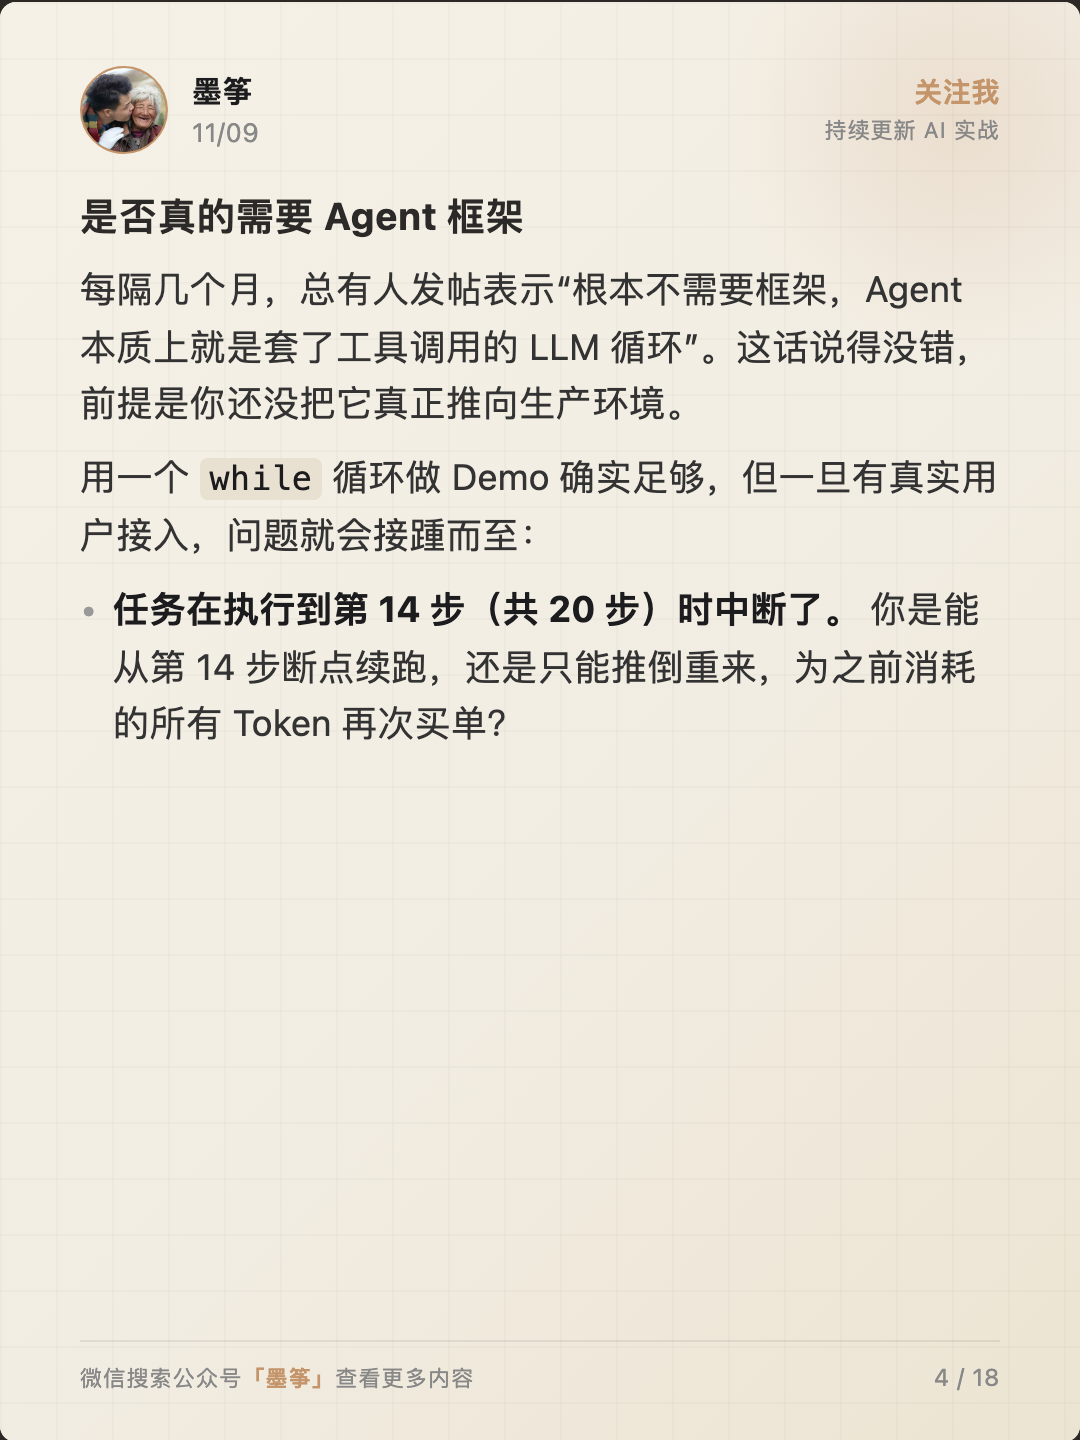 墨筝
11/09
关注我
持续更新 AI 实战
是否真的需要 Agent 框架
每隔几个月，总有人发帖表示“根本不需要框架，Agent
本质上就是套了工具调用的 LLM 循环”。这话说得没错，
前提是你还没把它真正推向生产环境。
用一个 while 循环做 Demo 确实足够，但一旦有真实用
户接入，问题就会接踵而至：
• 任务在执行到第 14 步（共 20 步）时中断了。 你是能
从第 14 步断点续跑，还是只能推倒重来，为之前消耗
的所有 Token 再次买单？
微信搜索公众号「墨筝」查看更多内容
4 / 18